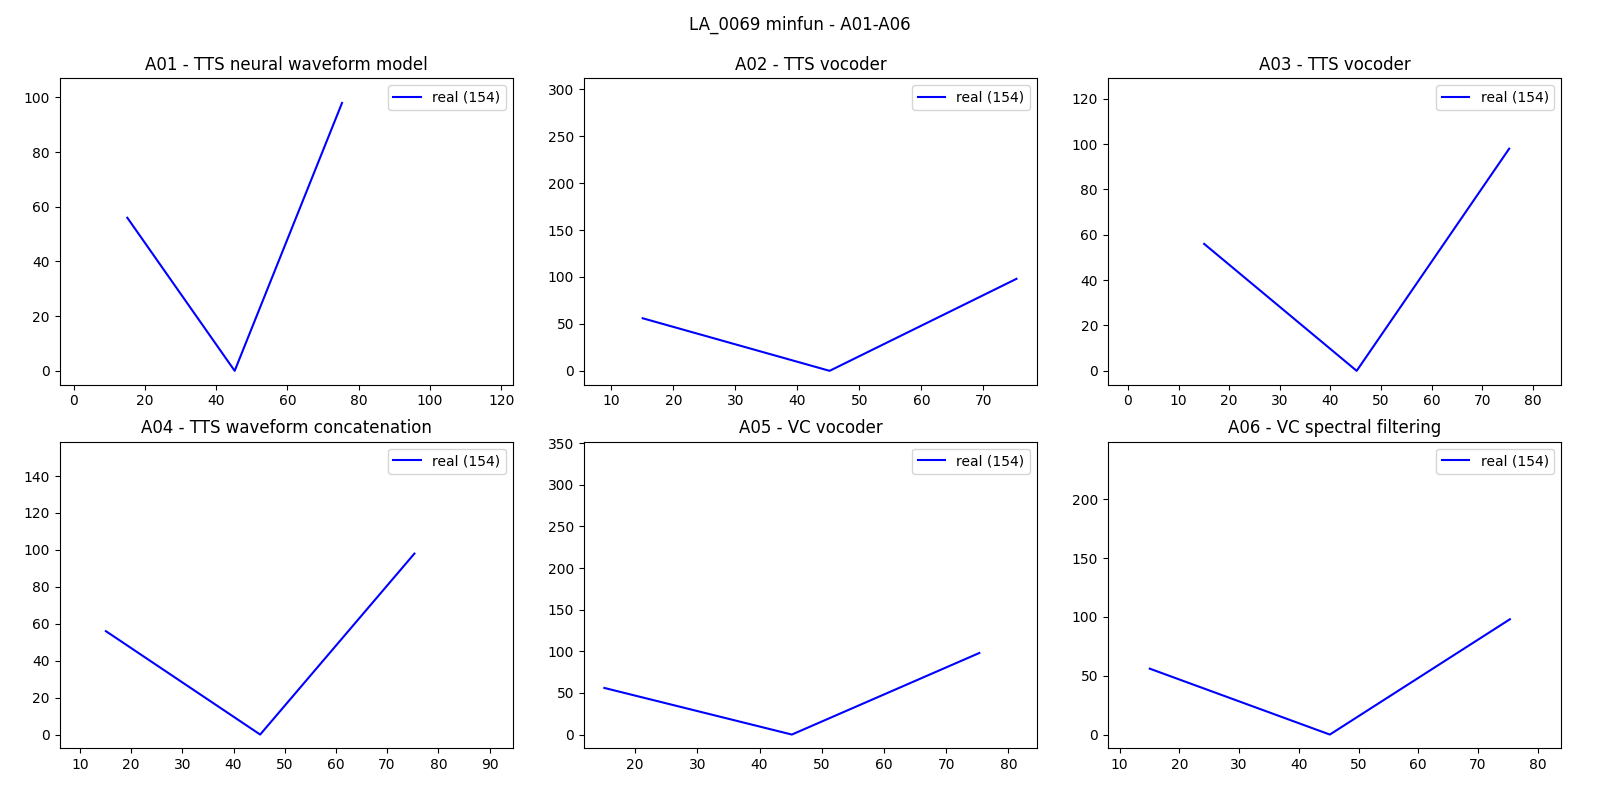 LA_0069 minfun - A01-A06
A01 - TTS neural waveform model
real (154)
100
80
60
40
20
0
0 20 40 60 80 100 120
A02 - TTS vocoder
real (154)
300
250
200
150
100
50
0
10 20 30 40 50 60 70
A03 - TTS vocoder
real (154)
120
100
80
60
40
20
0
0 10 20 30 40 50 60 70 80
A04 - TTS waveform concatenation
real (154)
140
120
100
80
60
40
20
0
10 20 30 40 50 60 70 80 90
A05 - VC vocoder
real (154)
350
300
250
200
150
100
50
0
20 30 40 50 60 70 80
A06 - VC spectral filtering
real (154)
200
150
100
50
0
10 20 30 40 50 60 70 80